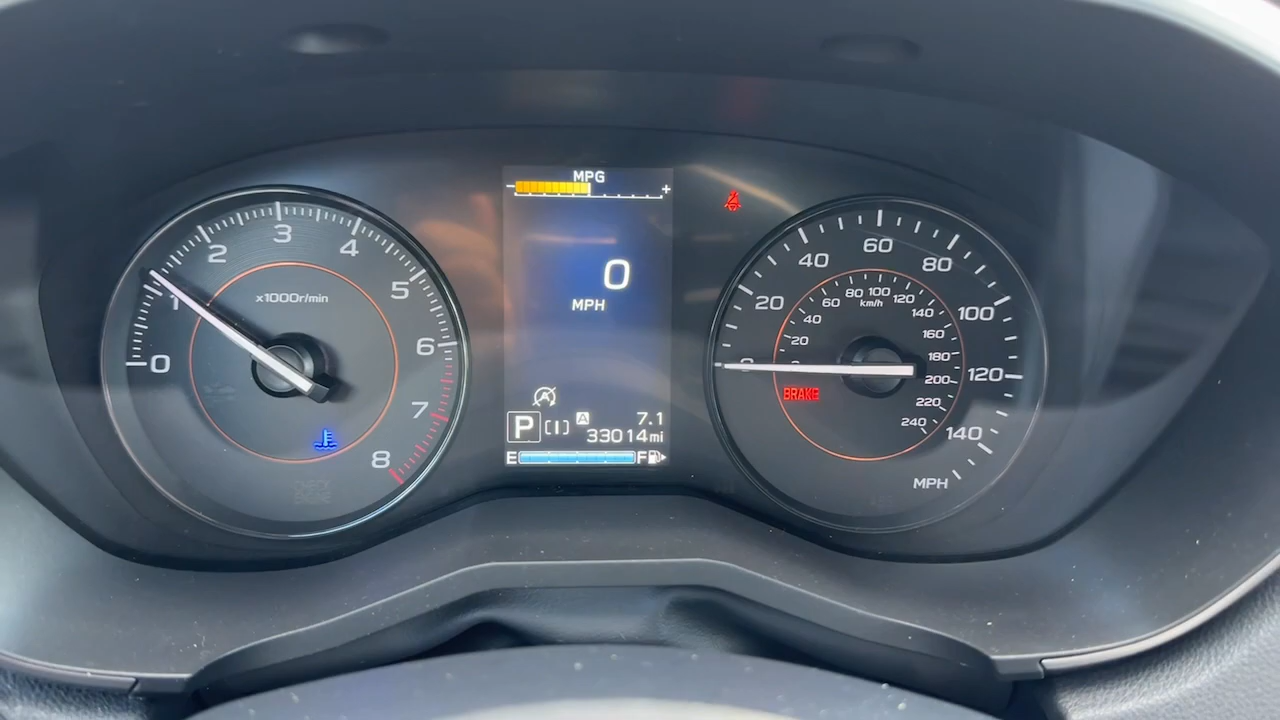 MPG
- +
0
MPH
P [I] A 7.1
33014mi
E F
0 1 2 3 4 5 6 7 8
x1000r/min
0 20 40 60 80 100 120 140
MPH
20 40 60 80 100 120 140 160 180 200 220 240
km/h
BRAKE